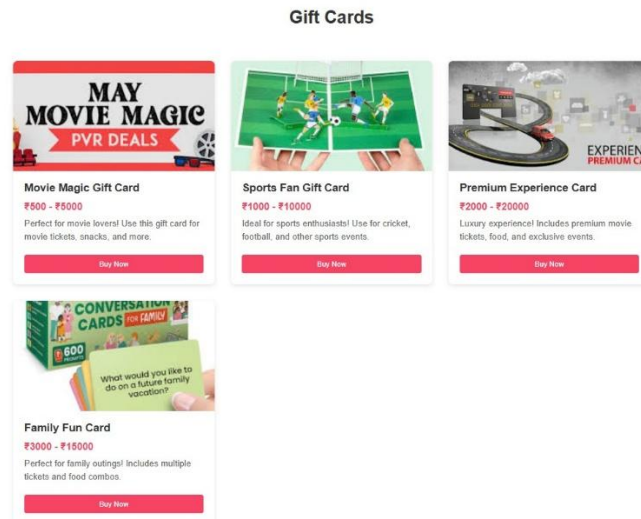 Gift Cards
MAY
MOVIE MAGIC
PVR DEALS
Movie Magic Gift Card
₹500 - ₹5000
Perfect for movie lovers! Use this gift card for
movie tickets, snacks, and more.
Buy Now
Sports Fan Gift Card
₹1000 - ₹10000
Ideal for sports enthusiasts! Use for cricket,
football, and other sports events.
Buy Now
EXPERIEN
PREMIUM CA
Premium Experience Card
₹2000 - ₹20000
Luxury experience! Includes premium movie
tickets, food, and exclusive events.
Buy Now
CONVERSATION
CARDS FOR FAMILY
600
What would you like to
do on a future family
vacation?
Family Fun Card
₹3000 - ₹15000
Perfect for family outings! Includes multiple
tickets and food combos.
Buy Now